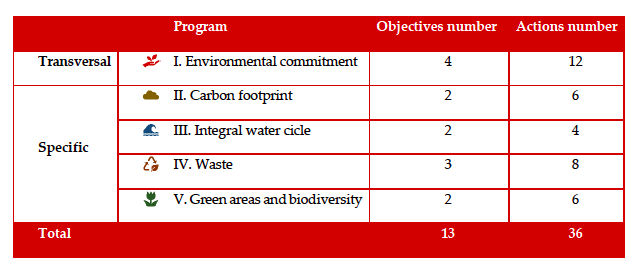 Program Objectives number Actions number
Transversal I. Environmental commitment 4 12
II. Carbon footprint 2 6
III. Integral water cicle 2 4
Specific
IV. Waste 3 8
V. Green areas and biodiversity 2 6
Total 13 36